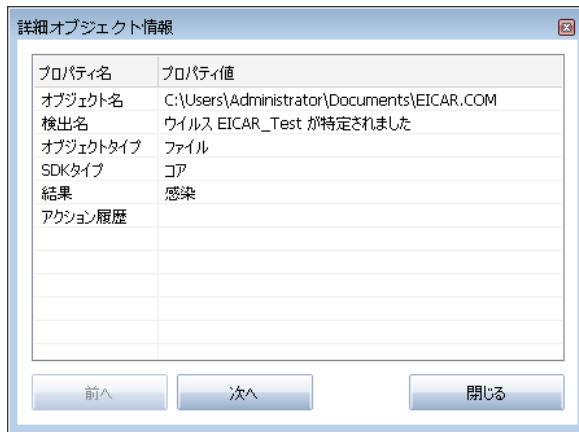 詳細オブジェクト情報
プロパティ名 プロパティ値
オブジェクト名 C:\Users\Administrator\Documents\EICAR.COM
検出名 ウイルス EICAR_Test が特定されました
オブジェクトタイプ ファイル
SDKタイプ コア
結果 感染
アクション履歴
前へ 次へ 閉じる